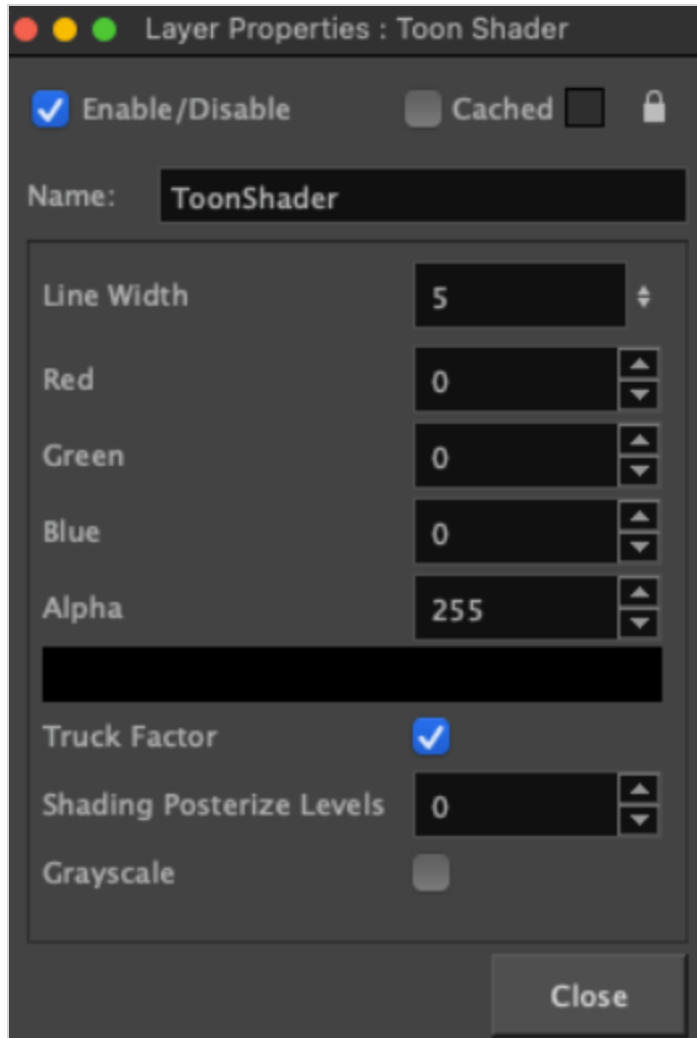 Layer Properties : Toon Shader
Enable/Disable Cached
Name: ToonShader
Line Width 5
Red 0
Green 0
Blue 0
Alpha 255
Truck Factor
Shading Posterize Levels 0
Grayscale
Close